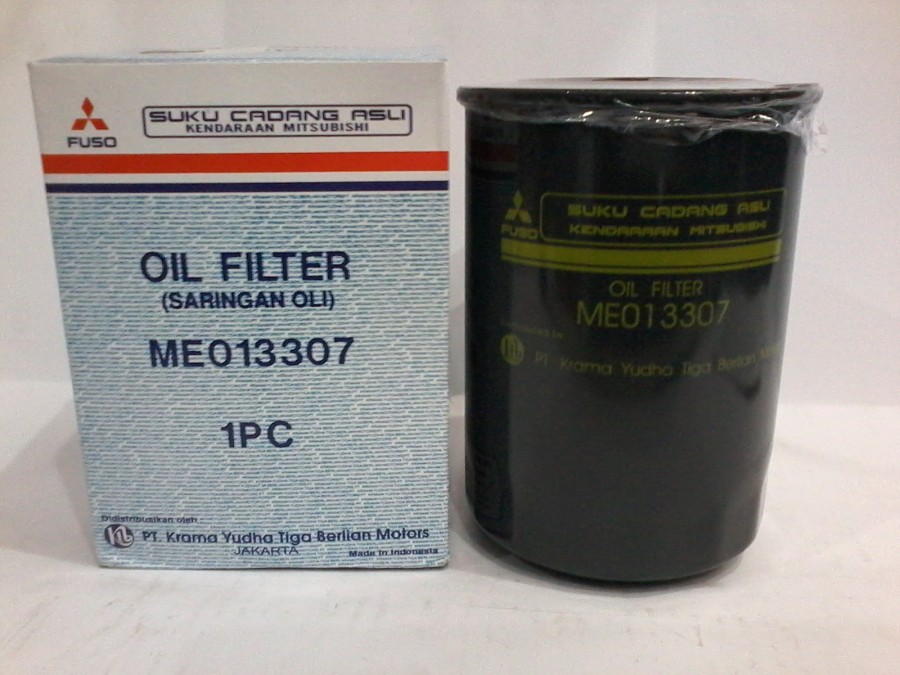 FUSO
SUKU CADANG ASLI
KENDARAAN MITSUBISHI
OIL FILTER
(SARINGAN OLI)
ME013307
1PC
Didistribusikan oleh :
PT. Krama Yudha Tiga Berlian Motors
JAKARTA
Made in Indonesia
FUSO
SUKU CADANG ASLI
KENDARAAN MITSUBISHI
OIL FILTER
ME013307
PT. Krama Yudha Tiga Berlian